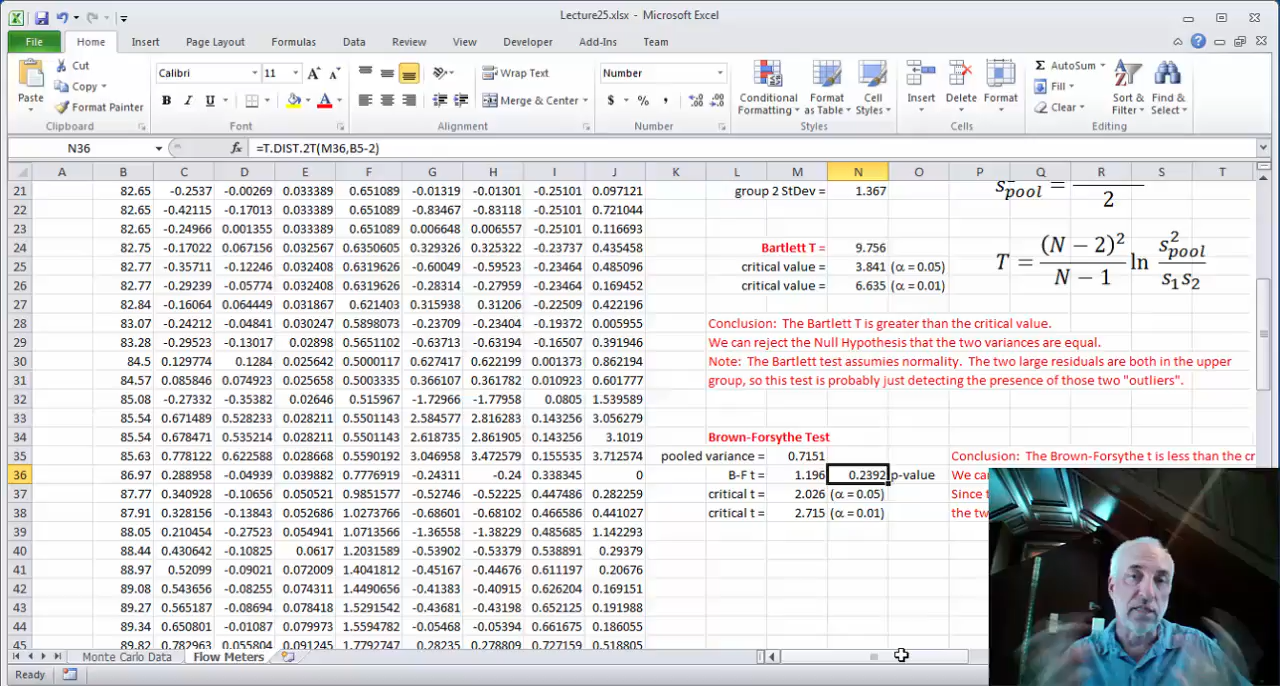 Lecture25.xlsx - Microsoft Excel
File Home Insert Page Layout Formulas Data Review View Developer Add-Ins Team
Paste Cut Copy Format Painter Clipboard
Calibri 11 A A B I U A Font
Wrap Text Merge & Center Alignment
Number $ % , Number
Conditional Formatting Format as Table Cell Styles Styles
Insert Delete Format Cells
AutoSum Fill Clear Sort & Filter Find & Select Editing
N36 fx =T.DIST.2T(M36,B5-2)
A B C D E F G H I J K L M N O P Q R S T
21 82.65 -0.2537 -0.00269 0.033389 0.651089 -0.01319 -0.01301 -0.25101 0.097121 group 2 StDev = 1.367
22 82.65 -0.42115 -0.17013 0.033389 0.651089 -0.83467 -0.83118 -0.25101 0.721044
23 82.65 -0.24966 0.001355 0.033389 0.651089 0.006648 0.006557 -0.25101 0.116693
24 82.75 -0.17022 0.067156 0.032567 0.6350605 0.329326 0.325322 -0.23737 0.435458 Bartlett T = 9.756
25 82.77 -0.35711 -0.12246 0.032408 0.6319626 -0.60049 -0.59523 -0.23464 0.485096 critical value = 3.841 (α = 0.05)
26 82.77 -0.29239 -0.05774 0.032408 0.6319626 -0.28314 -0.27959 -0.23464 0.169452 critical value = 6.635 (α = 0.01)
27 82.84 -0.16064 0.064449 0.031867 0.621403 0.315938 0.31206 -0.22509 0.422196
28 83.07 -0.24212 -0.04841 0.030247 0.5898073 -0.23709 -0.23404 -0.19372 0.005955 Conclusion: The Bartlett T is greater than the critical value.
29 83.28 -0.29517 -0.13017 0.02898 0.5651102 -0.63713 -0.63194 -0.16507 0.391946 We can reject the Null Hypothesis that the two variances are equal.
30 84.5 0.129774 0.1284 0.025642 0.5000117 0.627417 0.622199 0.001373 0.862194 Note: The Bartlett test assumes normality. The two large residuals are both in the upper
31 84.57 0.085846 0.074923 0.025658 0.5003335 0.366107 0.361782 0.010923 0.601777 group, so this test is probably just detecting the presence of those two "outliers".
32 85.08 -0.27332 -0.35382 0.02646 0.515967 -1.72966 -1.77958 0.0805 1.539589
33 85.54 0.671489 0.528233 0.028211 0.5501143 2.584577 2.816283 0.143256 3.056279
34 85.54 0.678471 0.535214 0.028211 0.5501143 2.618735 2.861905 0.143256 3.1019 Brown-Forsythe Test
35 85.63 0.778162 0.622588 0.028668 0.5590192 3.046958 3.472579 0.155163 3.712574 pooled variance = 0.7151 Conclusion: The Brown-Forsythe t is less than the cr
36 86.97 0.288958 -0.04939 0.039882 0.7776919 -0.24311 -0.24 0.338345 0 B-F t = 1.196 0.2392 p-value
37 87.77 0.346928 -0.10656 0.050521 0.9851577 -0.52746 -0.52225 0.447486 0.282259 critical t = 2.026 (α = 0.05) Since
38 87.91 0.328156 -0.13843 0.052686 1.0273766 -0.68601 -0.68102 0.466586 0.441027 critical t = 2.715 (α = 0.01) the two
39 88.05 0.210454 -0.27523 0.054941 1.0713566 -1.36558 -1.38229 0.485685 1.142293
40 88.44 0.430642 -0.10825 0.0617 1.2031589 -0.53902 -0.53379 0.538891 0.29379
41 88.97 0.52099 -0.09021 0.072009 1.4041812 -0.45167 -0.44676 0.611197 0.20676
42 89.08 0.543656 -0.08255 0.074311 1.4490656 -0.41383 -0.40915 0.626204 0.169151
43 89.27 0.565187 -0.08694 0.078418 1.5291542 -0.43681 -0.43198 0.652125 0.191988
44 89.34 0.650801 -0.01087 0.079973 1.5594782 -0.05468 -0.05394 0.661675 0.186055
45 89.82 0.782963 0.055804 0.091245 1.7792747 0.28235 0.278809 0.727159 0.518805
s²pool = 2
T = (N − 2)² / N − 1 ln s²pool / s₁s₂
Monte Carlo Data Flow Meters
Ready